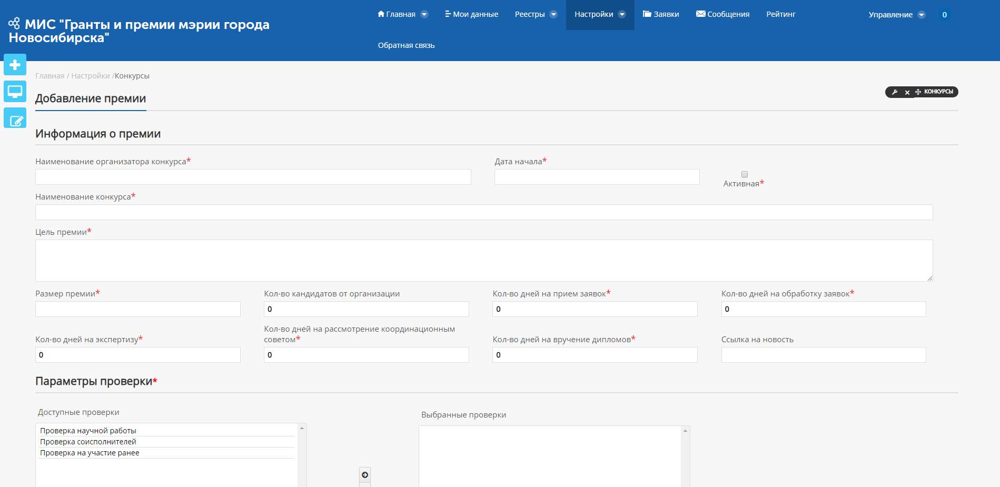 МИС "Гранты и премии мэрии города
Новосибирска"
Главная
Мои данные
Реестры
Настройки
Заявки
Сообщения
Рейтинг
Управление
0
Обратная связь
Главная / Настройки /Конкурсы
Добавление премии
КОНКУРСЫ
Информация о премии
Наименование организатора конкурса*
Дата начала*
Активная*
Наименование конкурса*
Цель премии*
Размер премии*
Кол-во кандидатов от организации
Кол-во дней на прием заявок*
Кол-во дней на обработку заявок*
0
0
0
Кол-во дней на экспертизу*
Кол-во дней на рассмотрение координационным
советом*
Кол-во дней на вручение дипломов*
Ссылка на новость
0
0
0
Параметры проверки*
Доступные проверки
Выбранные проверки
Проверка научной работы
Проверка соисполнителей
Проверка на участие ранее